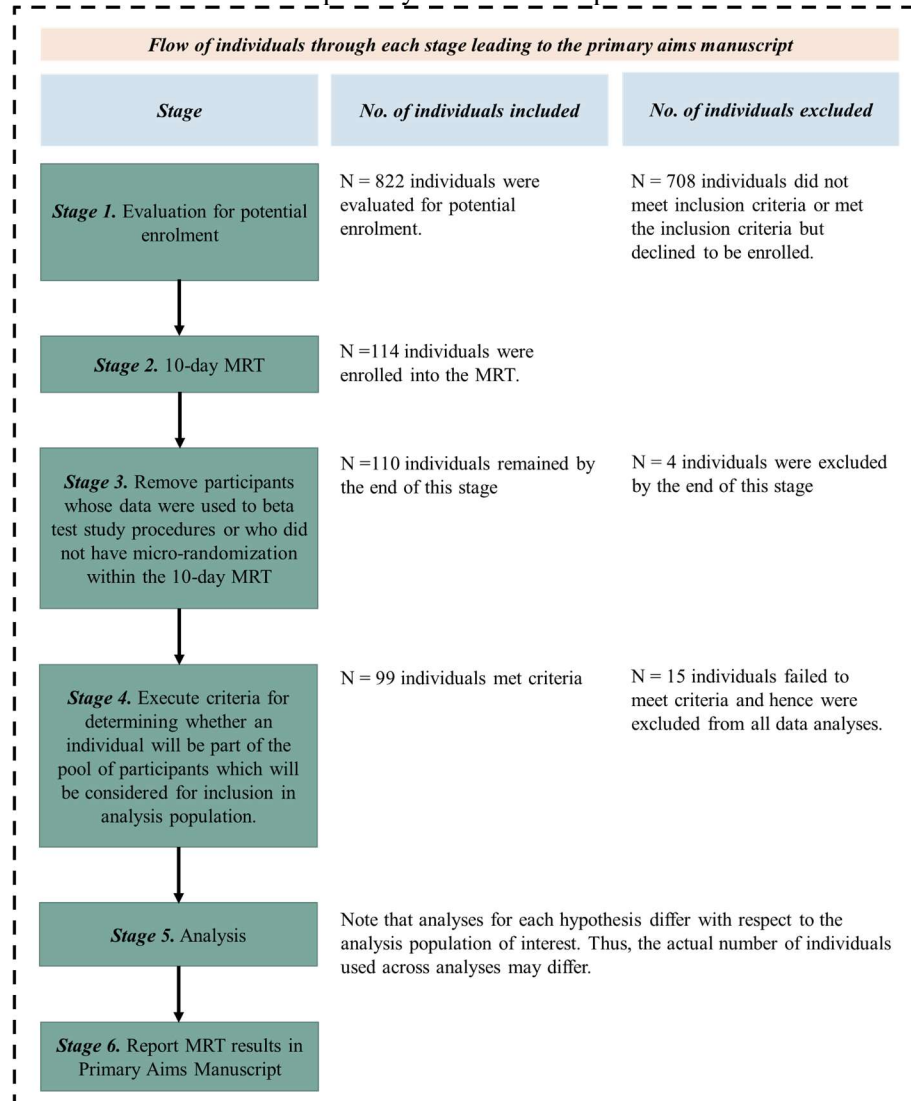 Flow of individuals through each stage leading to the primary aims manuscript
Stage
No. of individuals included
No. of individuals excluded
Stage 1. Evaluation for potential
enrolment
N = 822 individuals were
evaluated for potential
enrolment.
N = 708 individuals did not
meet inclusion criteria or met
the inclusion criteria but
declined to be enrolled.
Stage 2. 10-day MRT
N =114 individuals were
enrolled into the MRT.
Stage 3. Remove participants
whose data were used to beta
test study procedures or who did
not have micro-randomization
within the 10-day MRT
N =110 individuals remained by
the end of this stage
N = 4 individuals were excluded
by the end of this stage
Stage 4. Execute criteria for
determining whether an
individual will be part of the
pool of participants which will
be considered for inclusion in
analysis population.
N = 99 individuals met criteria
N = 15 individuals failed to
meet criteria and hence were
excluded from all data analyses.
Stage 5. Analysis
Note that analyses for each hypothesis differ with respect to the
analysis population of interest. Thus, the actual number of individuals
used across analyses may differ.
Stage 6. Report MRT results in
Primary Aims Manuscript